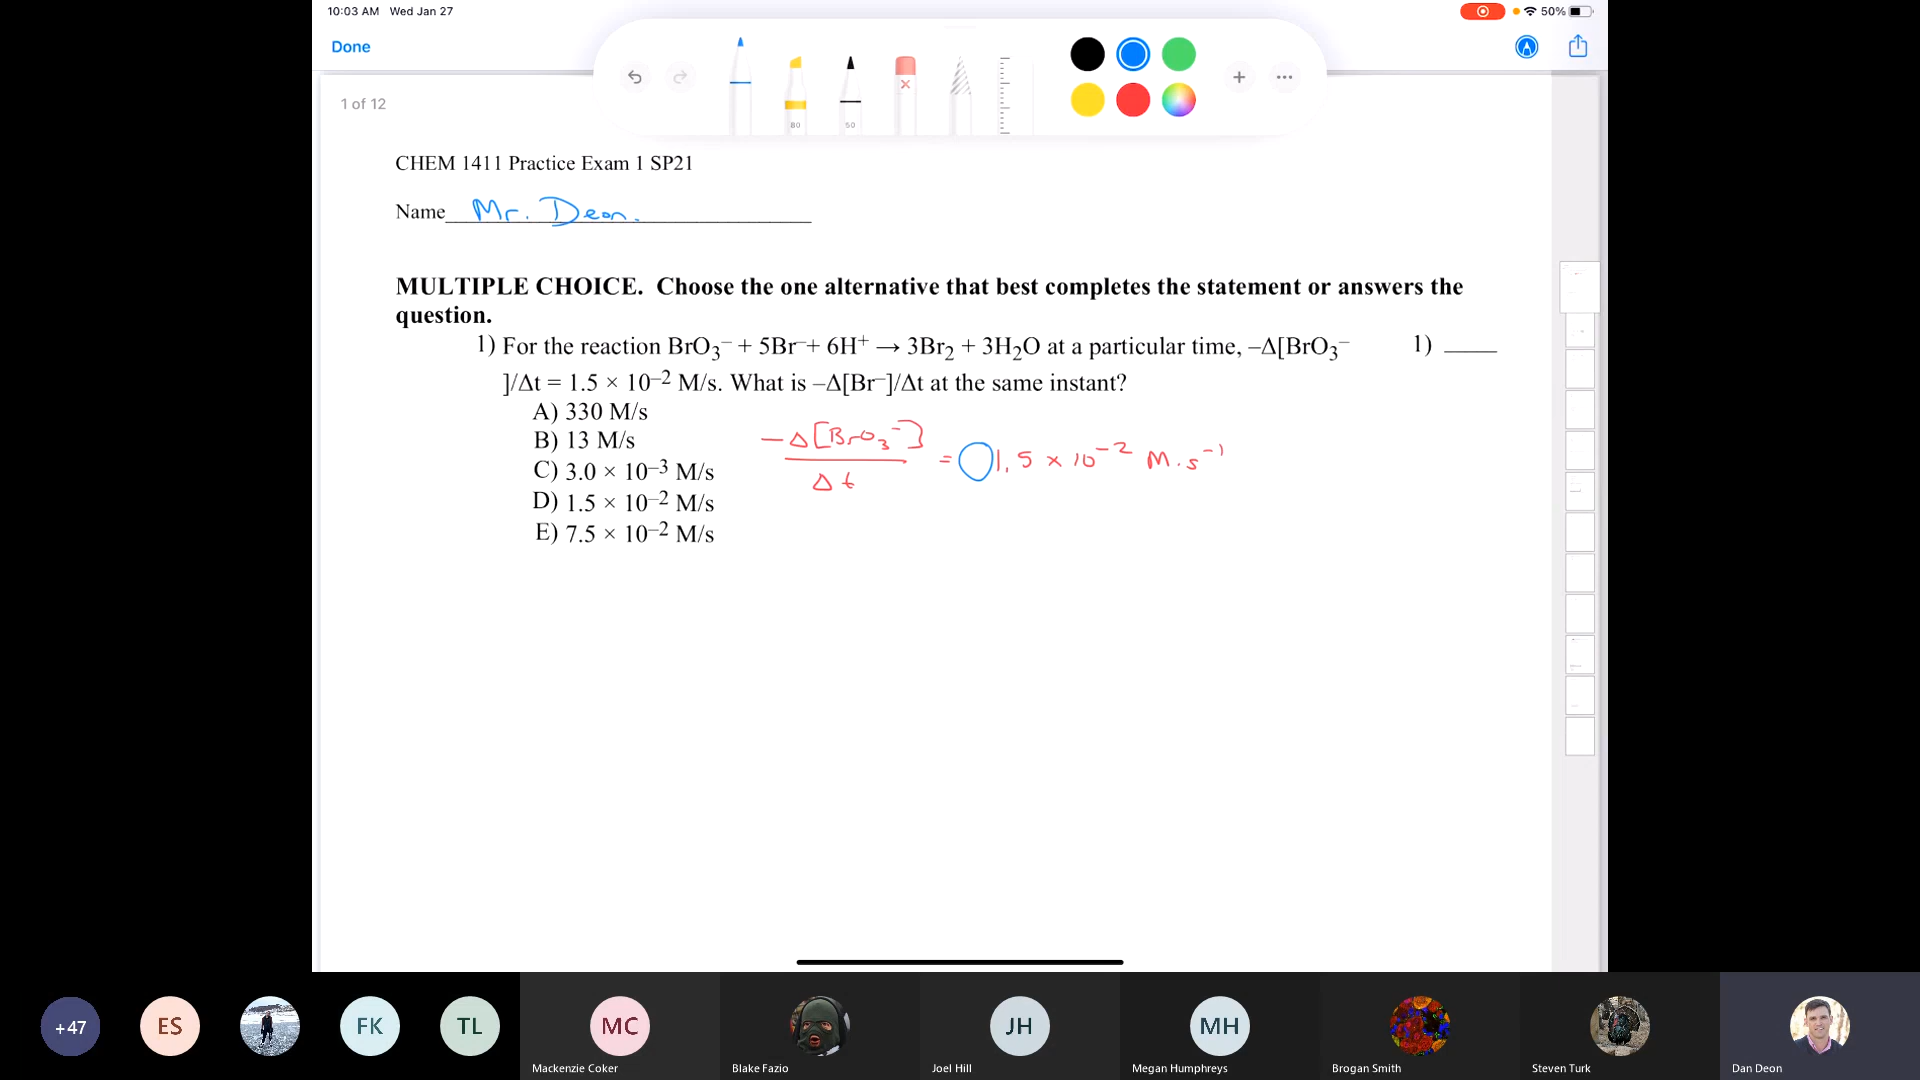 10:03 AM Wed Jan 27
50%
Done
80
50
1 of 12
CHEM 1411 Practice Exam 1 SP21
Name Mr. Deon.
MULTIPLE CHOICE. Choose the one alternative that best completes the statement or answers the
question.
1) For the reaction BrO₃⁻ + 5Br⁻+ 6H⁺ → 3Br₂ + 3H₂O at a particular time, –Δ[BrO₃⁻ 1) ____
]/Δt = 1.5 × 10⁻² M/s. What is –Δ[Br⁻]/Δt at the same instant?
A) 330 M/s
B) 13 M/s
C) 3.0 × 10⁻³ M/s
D) 1.5 × 10⁻² M/s
E) 7.5 × 10⁻² M/s
-Δ[BrO₃⁻]
Δt
= 1.5 × 10⁻² M·s⁻¹
+47
ES
FK
TL
MC
JH
MH
Mackenzie Coker
Blake Fazio
Joel Hill
Megan Humphreys
Brogan Smith
Steven Turk
Dan Deon